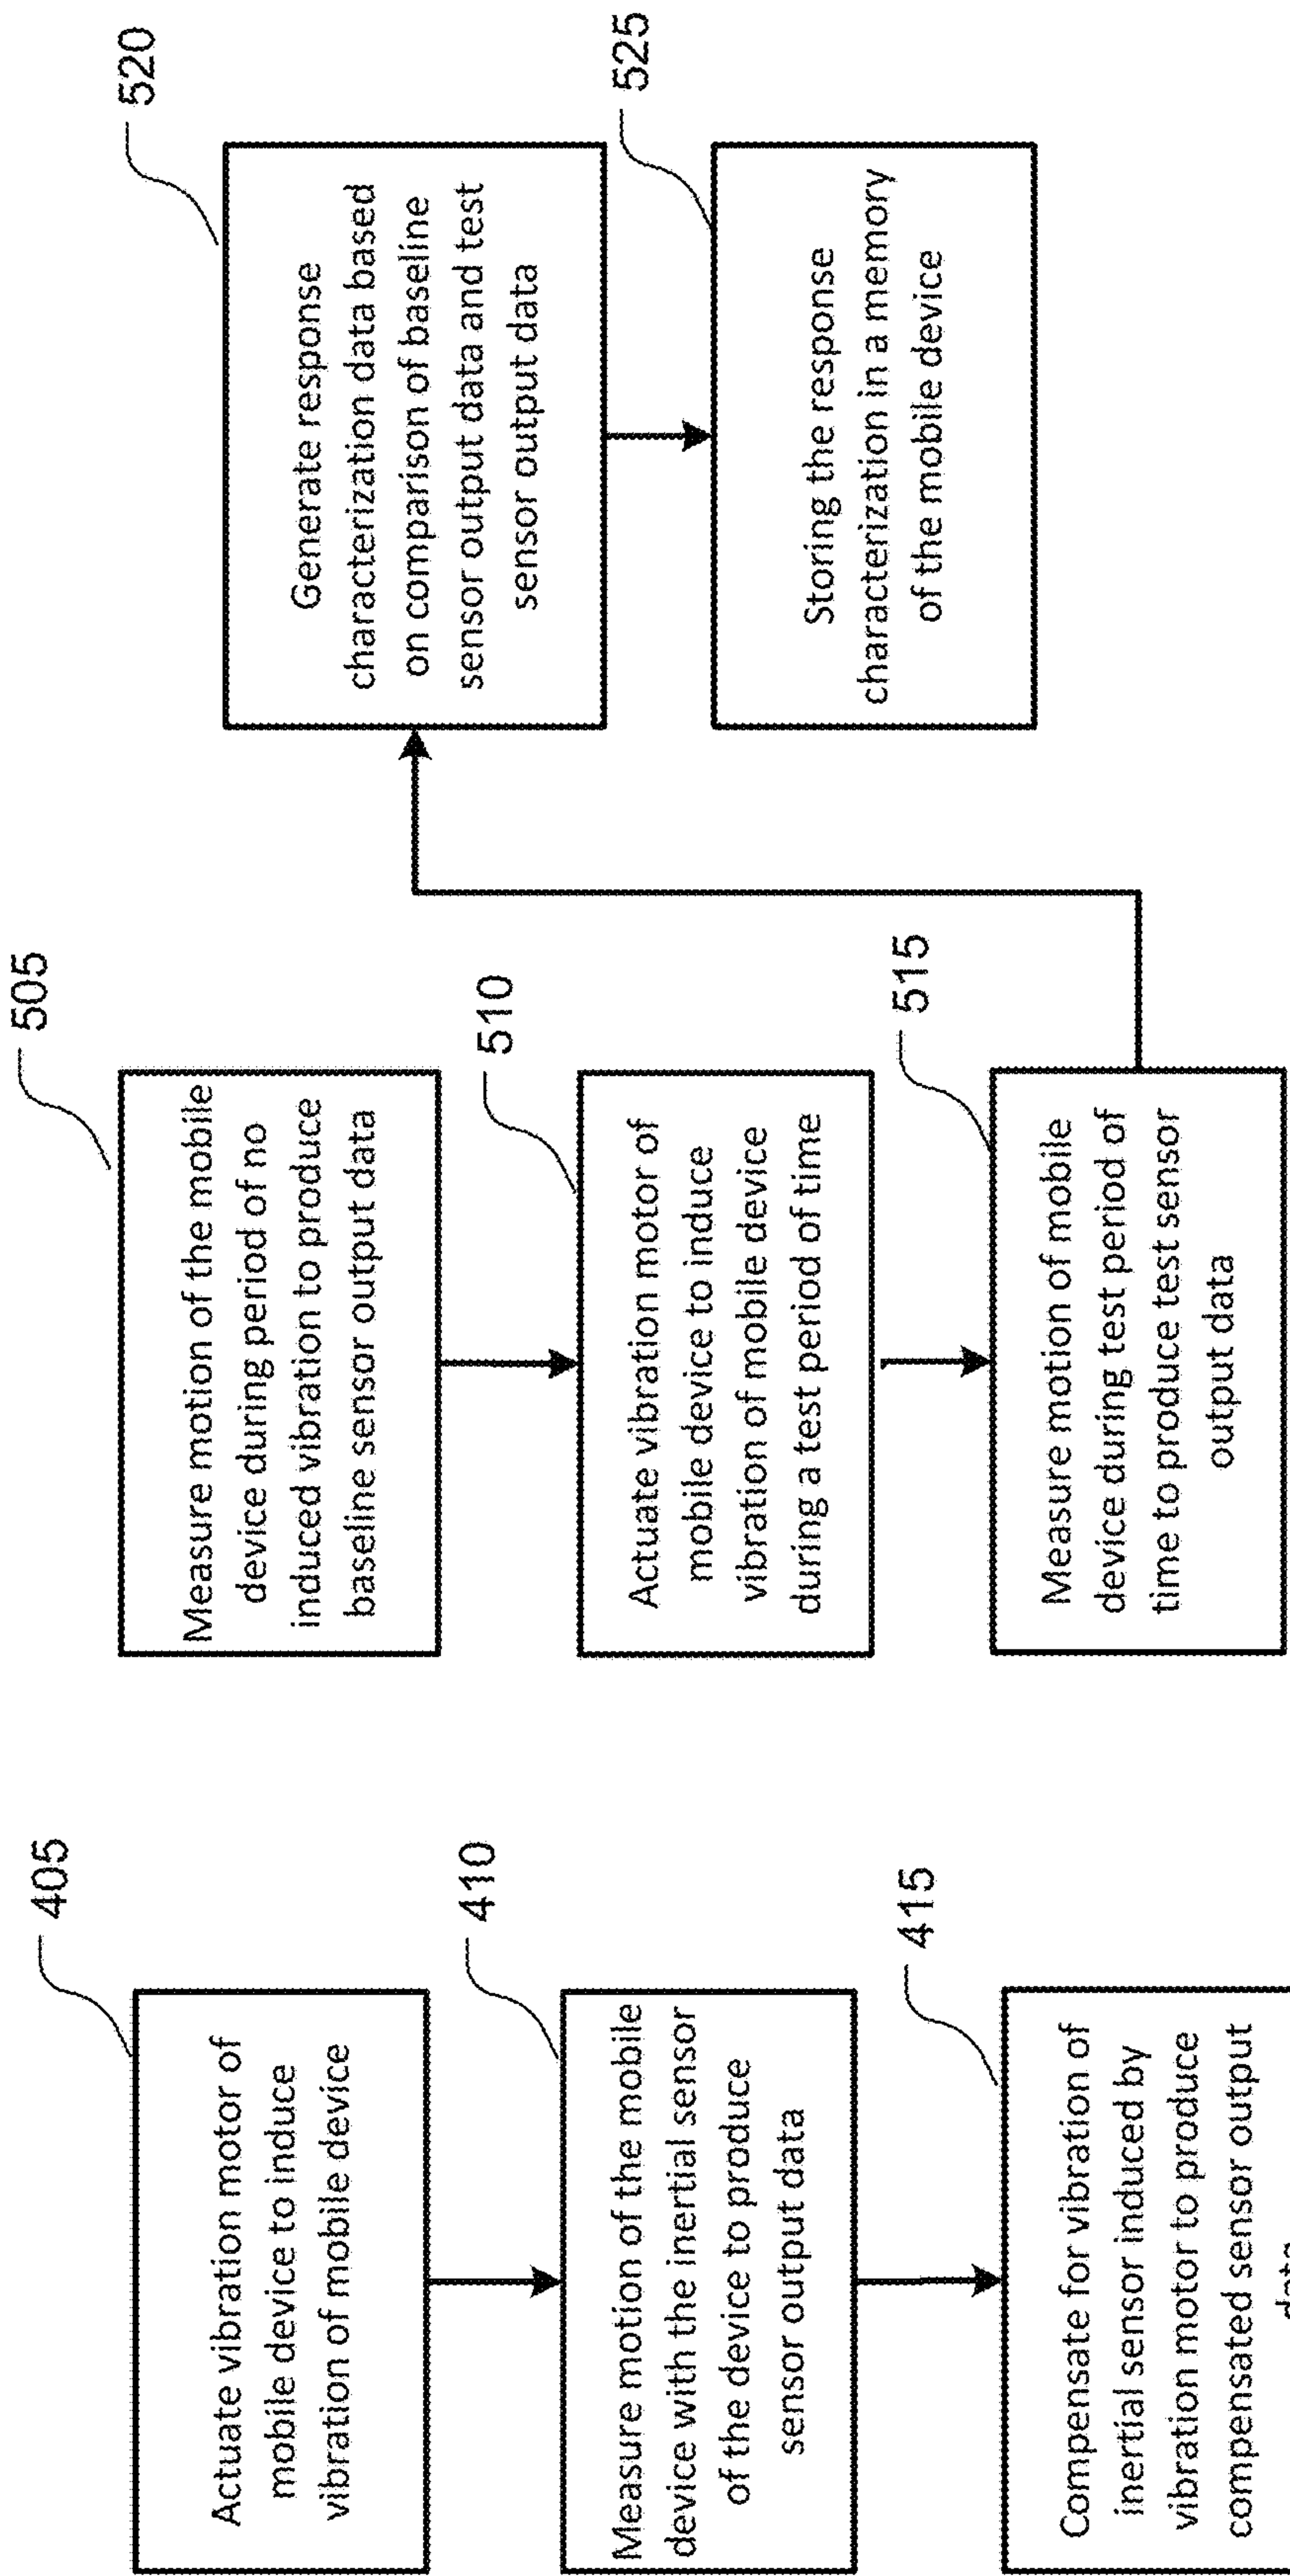 405
Actuate vibration motor of
mobile device to induce
vibration of mobile device
410
Measure motion of the mobile
device with the inertial sensor
of the device to produce
sensor output data
415
Compensate for vibration of
inertial sensor induced by
vibration motor to produce
compensated sensor output
data
505
Measure motion of the mobile
device during period of no
induced vibration to produce
baseline sensor output data
510
Actuate vibration motor of
mobile device to induce
vibration of mobile device
during a test period of time
515
Measure motion of mobile
device during test period of
time to produce test sensor
output data
520
Generate response
characterization data based
on comparison of baseline
sensor output data and test
sensor output data
525
Storing the response
characterization in a memory
of the mobile device